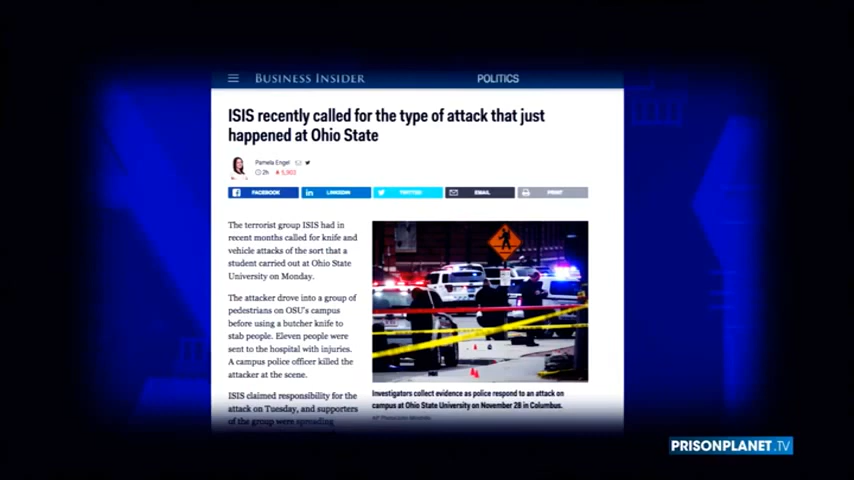 BUSINESS INSIDER
POLITICS
ISIS recently called for the type of attack that just
happened at Ohio State
Pamela Engel
2h 5,303
FACEBOOK
LINKEDIN
TWITTER
EMAIL
PRINT
The terrorist group ISIS had in
recent months called for knife and
vehicle attacks of the sort that a
student carried out at Ohio State
University on Monday.
The attacker drove into a group of
pedestrians on OSU's campus
before using a butcher knife to
stab people. Eleven people were
sent to the hospital with injuries.
A campus police officer killed the
attacker at the scene.
ISIS claimed responsibility for the
attack on Tuesday, and supporters
of the group were spreading
Investigators collect evidence as police respond to an attack on
campus at Ohio State University on November 28 in Columbus.
PRISONPLANET.TV